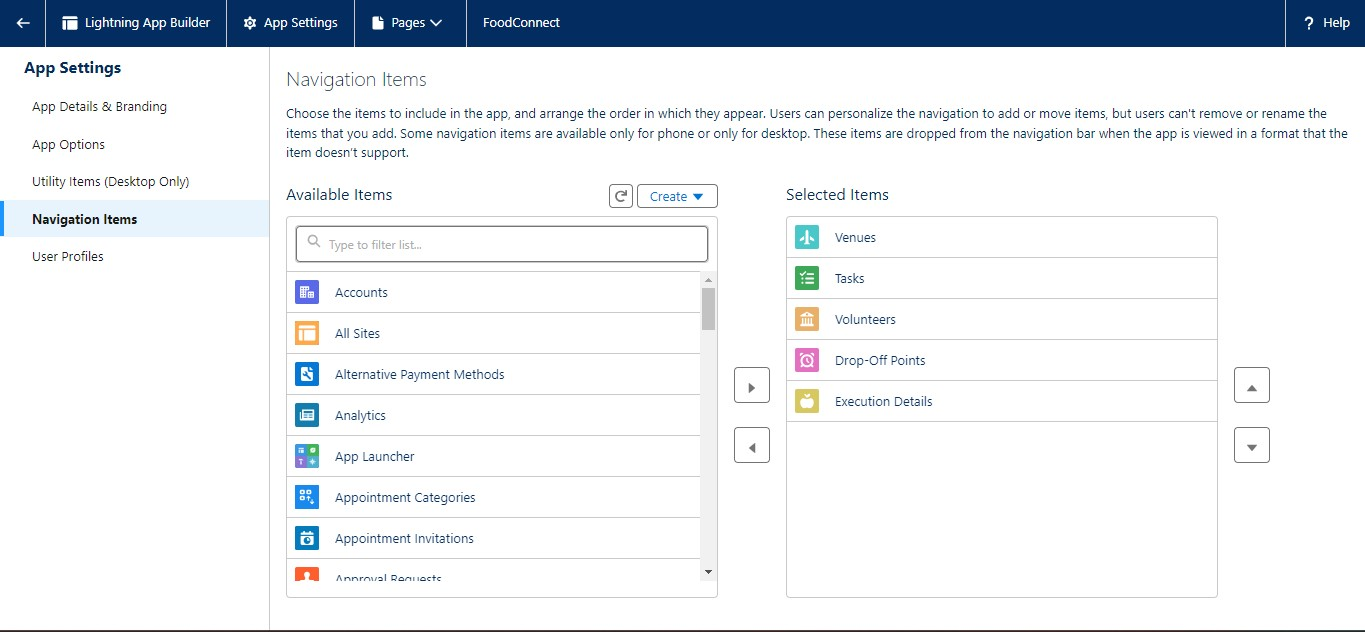 Lightning App Builder
App Settings
Pages
FoodConnect
? Help
App Settings
App Details & Branding
App Options
Utility Items (Desktop Only)
Navigation Items
User Profiles
Navigation Items
Choose the items to include in the app, and arrange the order in which they appear. Users can personalize the navigation to add or move items, but users can't remove or rename the
items that you add. Some navigation items are available only for phone or only for desktop. These items are dropped from the navigation bar when the app is viewed in a format that the
item doesn't support.
Available Items
Create
Type to filter list...
Accounts
All Sites
Alternative Payment Methods
Analytics
App Launcher
Appointment Categories
Appointment Invitations
Approval Requests
Selected Items
Venues
Tasks
Volunteers
Drop-Off Points
Execution Details